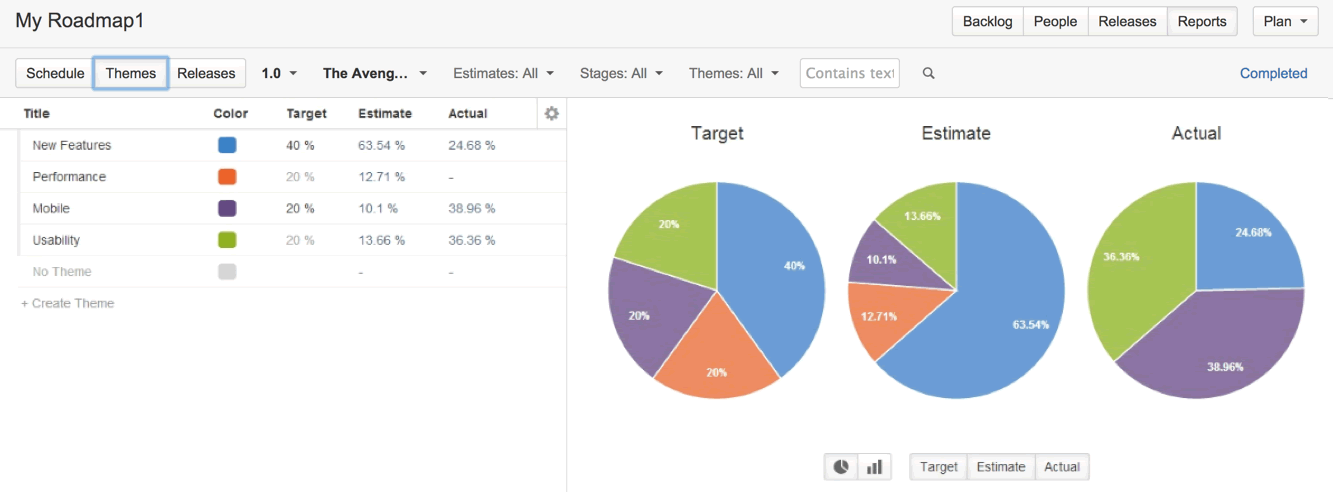 My Roadmap1
Backlog People Releases Reports Plan
Schedule Themes Releases 1.0 The Aveng... Estimates: All Stages: All Themes: All Contains text Completed
Title Color Target Estimate Actual
New Features 40 % 63.54 % 24.68 %
Performance 20 % 12.71 % -
Mobile 20 % 10.1 % 38.96 %
Usability 20 % 13.66 % 36.36 %
No Theme - -
+ Create Theme
Target
20%
40%
20%
20%
Estimate
13.66%
10.1%
12.71%
63.54%
Actual
24.68%
36.36%
38.96%
Target Estimate Actual